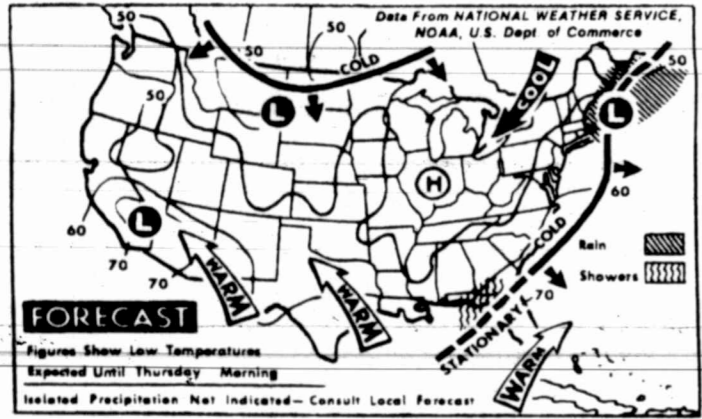 Data From NATIONAL WEATHER SERVICE,
NOAA, U.S. Dept. of Commerce
50
50
50
COLD
COOL
50
L
L
50
H
60
60
L
COLD
Rain
70
70
WARM
WARM
Showers
70
STATIONARY
WARM
FORECAST
Figures Show Low Temperatures
Expected Until Thursday Morning
Isolated Precipitation Not Indicated— Consult Local Forecast